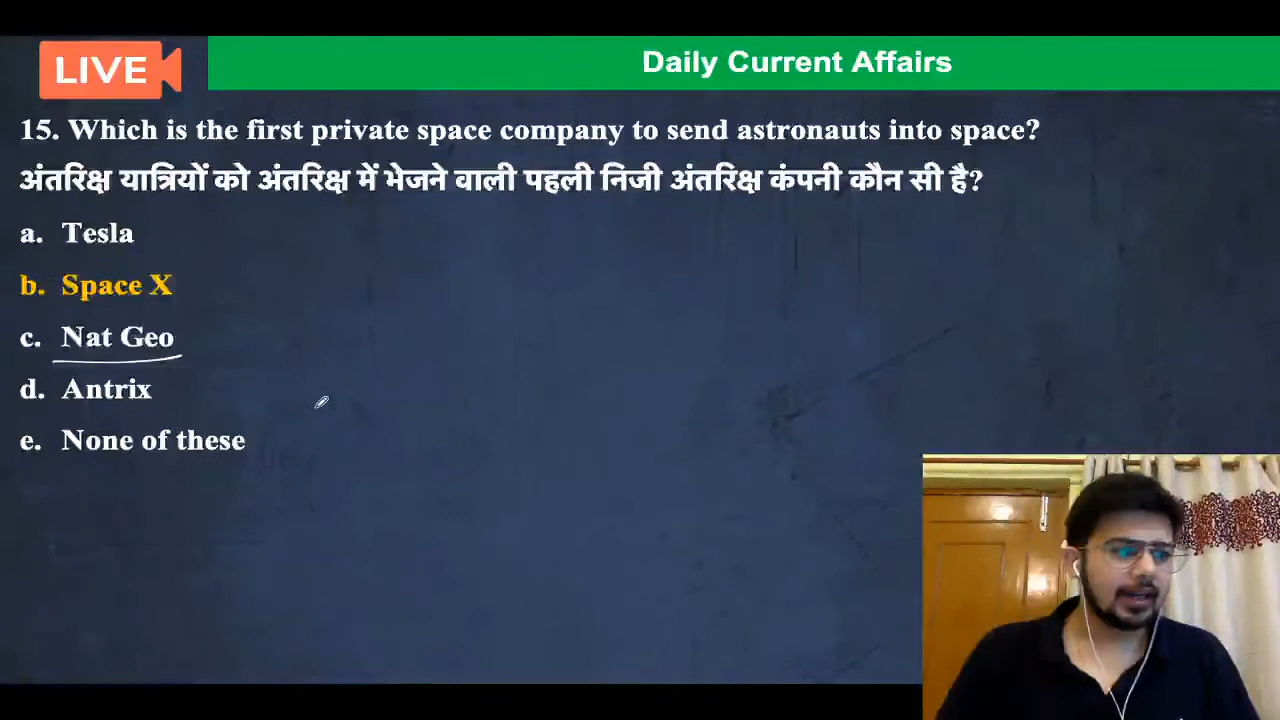 LIVE
Daily Current Affairs
15. Which is the first private space company to send astronauts into space?
अंतरिक्ष यात्रियों को अंतरिक्ष में भेजने वाली पहली निजी अंतरिक्ष कंपनी कौन सी है?
a. Tesla
b. Space X
c. Nat Geo
d. Antrix
e. None of these